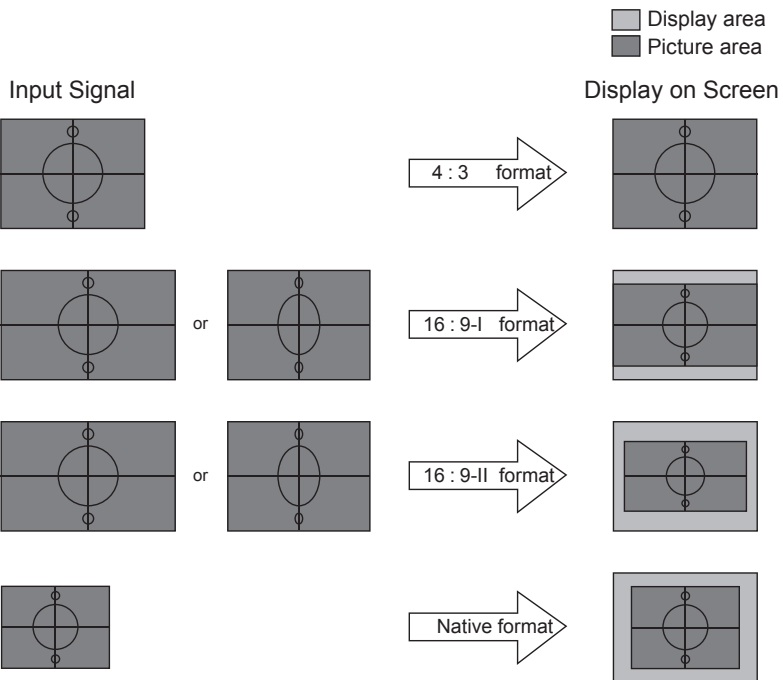 Display area
Picture area
Input Signal
Display on Screen
4 : 3 format
or
16 : 9-I format
or
16 : 9-II format
Native format